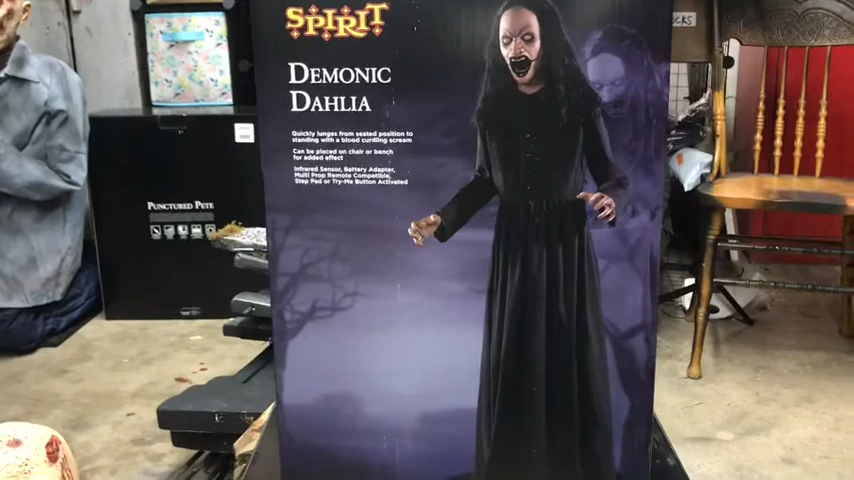 SPIRIT
DEMONIC
DAHLIA
Quickly lunges from seated position to
standing with a blood curdling scream
Can be placed on chair or bench
for added effect
Infrared Sensor, Battery Adapter,
Multi Prop Remote Compatible,
Step Pad or Try-Me Button Activated
PUNCTURED PETE